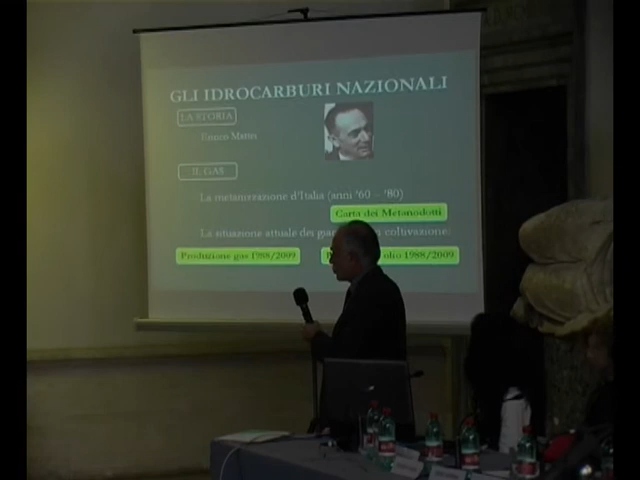 GLI IDROCARBURI NAZIONALI
LA STORIA
Enrico Mattei
IL GAS
La metanizzazione d'Italia (anni '60 – '80)
Carta dei Metanodotti
La situazione attuale dei coltivazione:
Produzione gas 1988/2009
olio 1988/2009